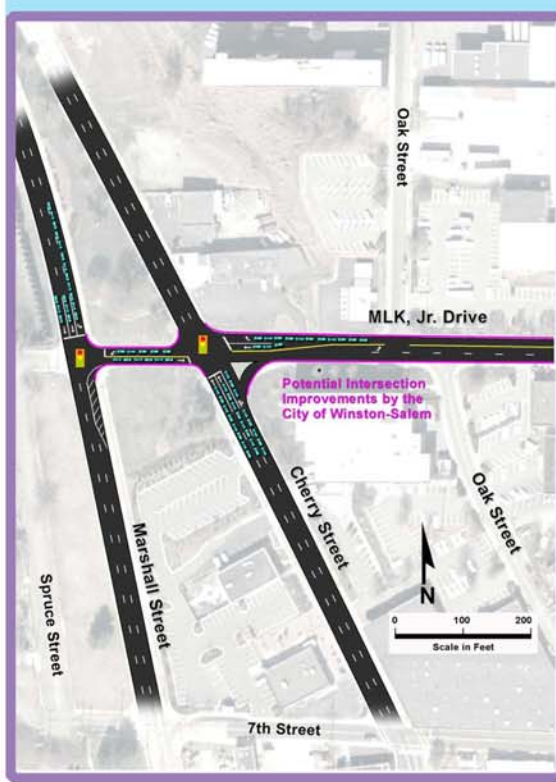 Oak Street
MLK, Jr. Drive
Potential Intersection
Improvements by the
City of Winston-Salem
Cherry Street
Oak Street
Marshall Street
Spruce Street
N
0 100 200
Scale in Feet
7th Street